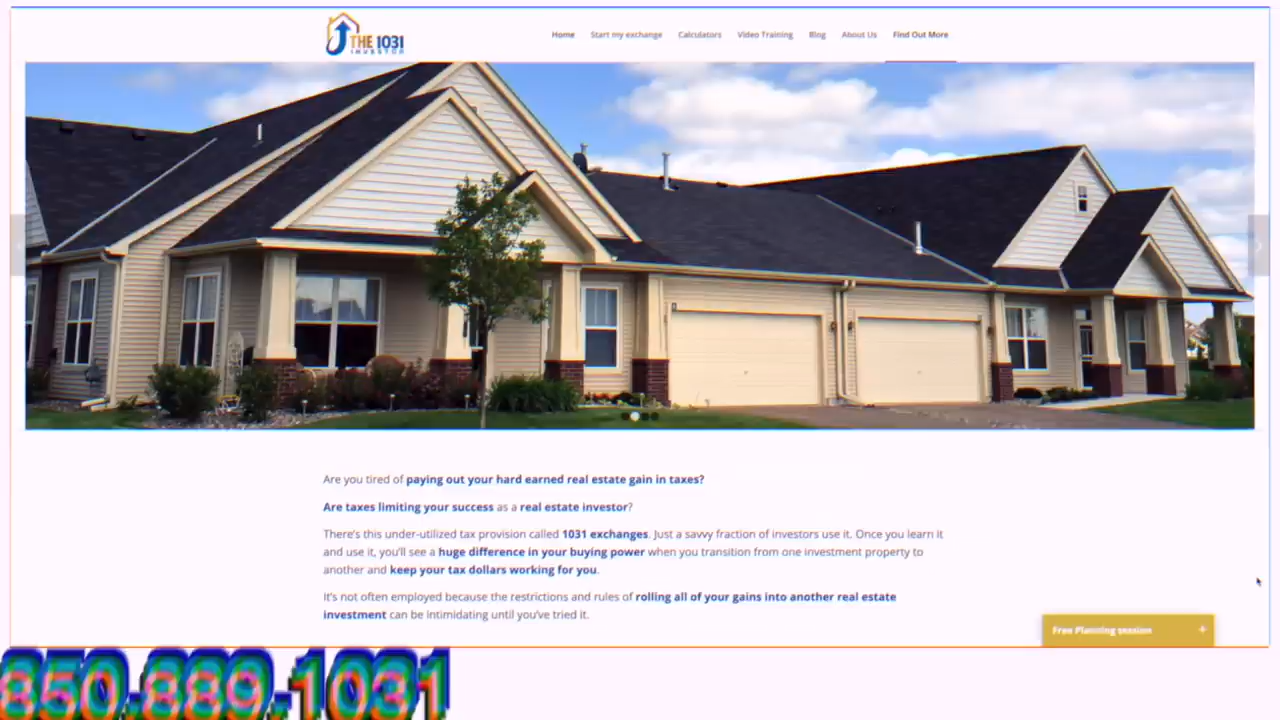 THE 1031
INVESTOR
Home Start my exchange Calculators Video Training Blog About Us Find Out More
Are you tired of paying out your hard earned real estate gain in taxes?
Are taxes limiting your success as a real estate investor?
There's this under-utilized tax provision called 1031 exchanges. Just a savvy fraction of investors use it. Once you learn it
and use it, you'll see a huge difference in your buying power when you transition from one investment property to
another and keep your tax dollars working for you.
It's not often employed because the restrictions and rules of rolling all of your gains into another real estate
investment can be intimidating until you've tried it.
Free Planning session +
850.889.1031